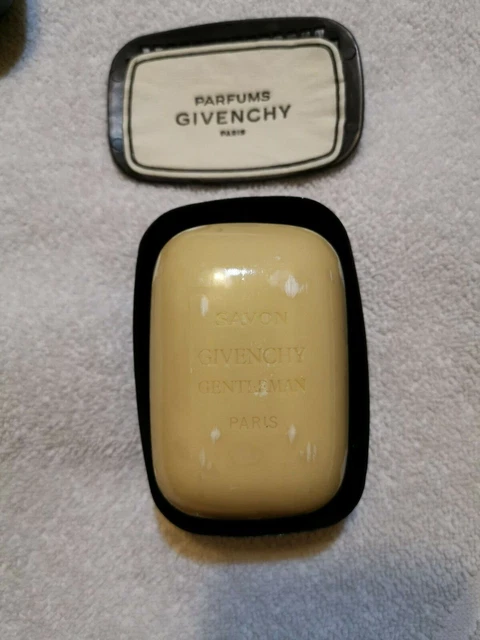 PARFUMS
GIVENCHY
PARIS
SAVON
GIVENCHY
GENTLEMAN
PARIS